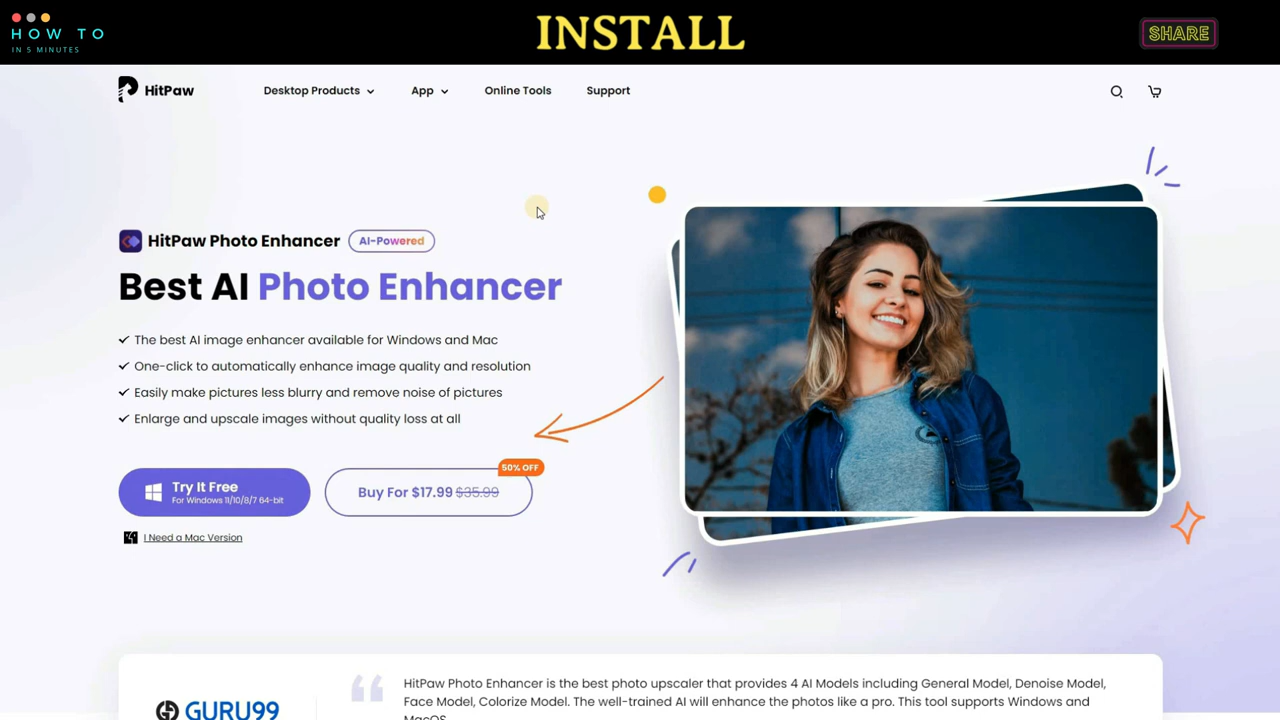 HOW TO
IN 5 MINUTES
INSTALL
SHARE
HitPaw
Desktop Products
App
Online Tools
Support
HitPaw Photo Enhancer
AI-Powered
Best AI Photo Enhancer
The best AI image enhancer available for Windows and Mac
One-click to automatically enhance image quality and resolution
Easily make pictures less blurry and remove noise of pictures
Enlarge and upscale images without quality loss at all
50% OFF
Try It Free
For Windows 11/10/8/7 64-bit
Buy For $17.99 $35.99
I Need a Mac Version
GURU99
HitPaw Photo Enhancer is the best photo upscaler that provides 4 AI Models including General Model, Denoise Model,
Face Model, Colorize Model. The well-trained AI will enhance the photos like a pro. This tool supports Windows and
MacOS